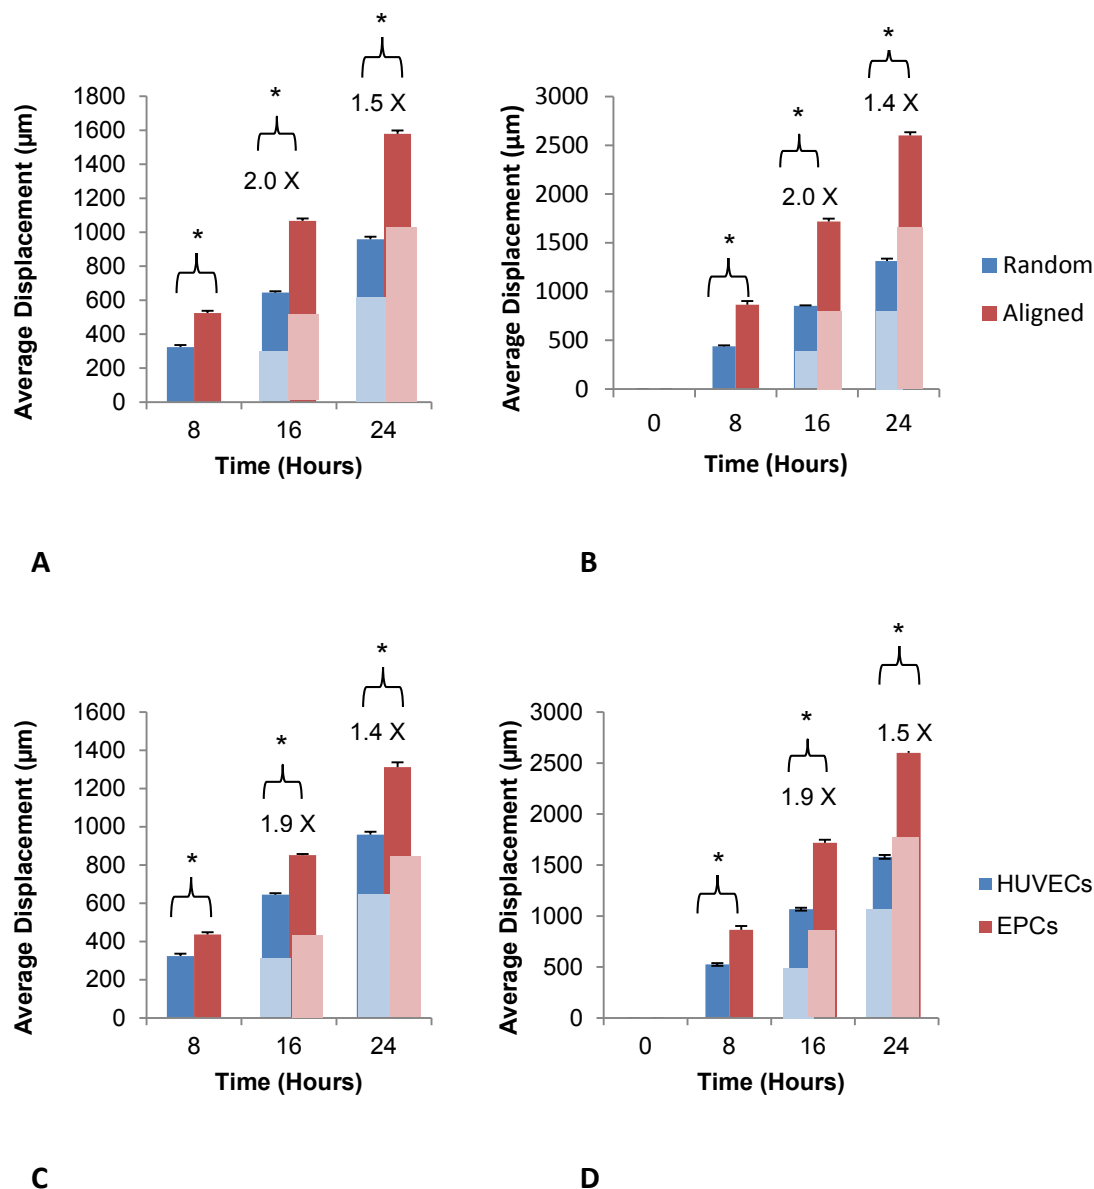 *
*
*
1.5 X
2.0 X
Average Displacement (µm)
1800
1600
1400
1200
1000
800
600
400
200
0
8
16
24
Time (Hours)
A
*
*
*
1.4 X
2.0 X
Average Displacement (µm)
3000
2500
2000
1500
1000
500
0
0
8
16
24
Time (Hours)
Random
Aligned
B
*
*
*
1.4 X
1.9 X
Average Displacement (µm)
1600
1400
1200
1000
800
600
400
200
0
8
16
24
Time (Hours)
C
*
*
*
1.5 X
1.9 X
Average Displacement (µm)
3000
2500
2000
1500
1000
500
0
0
8
16
24
Time (Hours)
HUVECs
EPCs
D